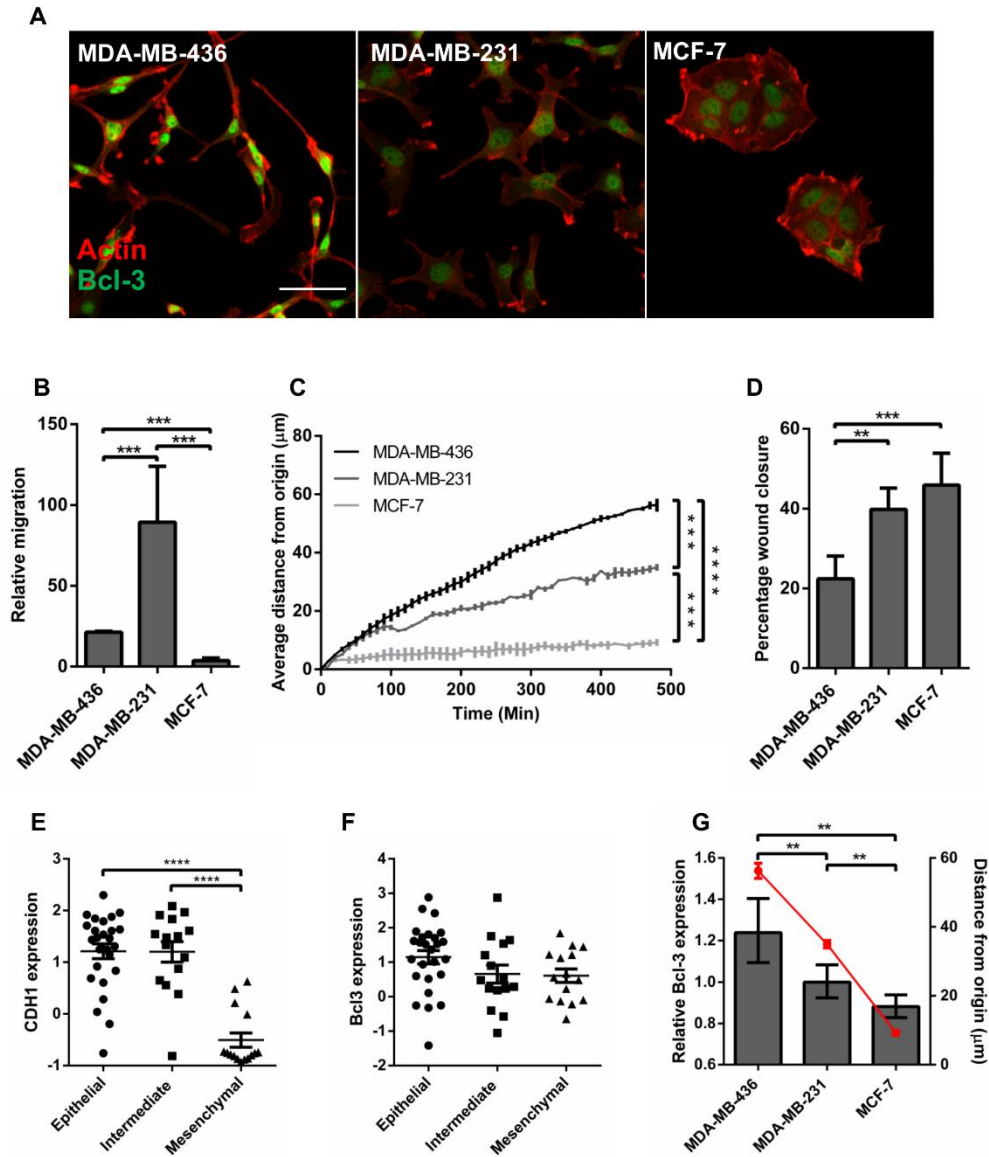 A
MDA-MB-436
MDA-MB-231
MCF-7
Actin
Bcl-3
B
***
***
***
Relative migration
150
100
50
0
MDA-MB-436
MDA-MB-231
MCF-7
C
Average distance from origin (μm)
80
60
40
20
0
MDA-MB-436
MDA-MB-231
MCF-7
***
***
****
0
100
200
300
400
500
Time (Min)
D
***
**
Percentage wound closure
60
40
20
0
MDA-MB-436
MDA-MB-231
MCF-7
E
****
****
CDH1 expression
3
2
1
0
-1
Epithelial
Intermediate
Mesenchymal
F
Bcl3 expression
4
3
2
1
0
-1
-2
Epithelial
Intermediate
Mesenchymal
G
**
**
**
Relative Bcl-3 expression
1.6
1.4
1.2
1.0
0.8
0.6
60
40
20
0
Distance from origin (μm)
MDA-MB-436
MDA-MB-231
MCF-7